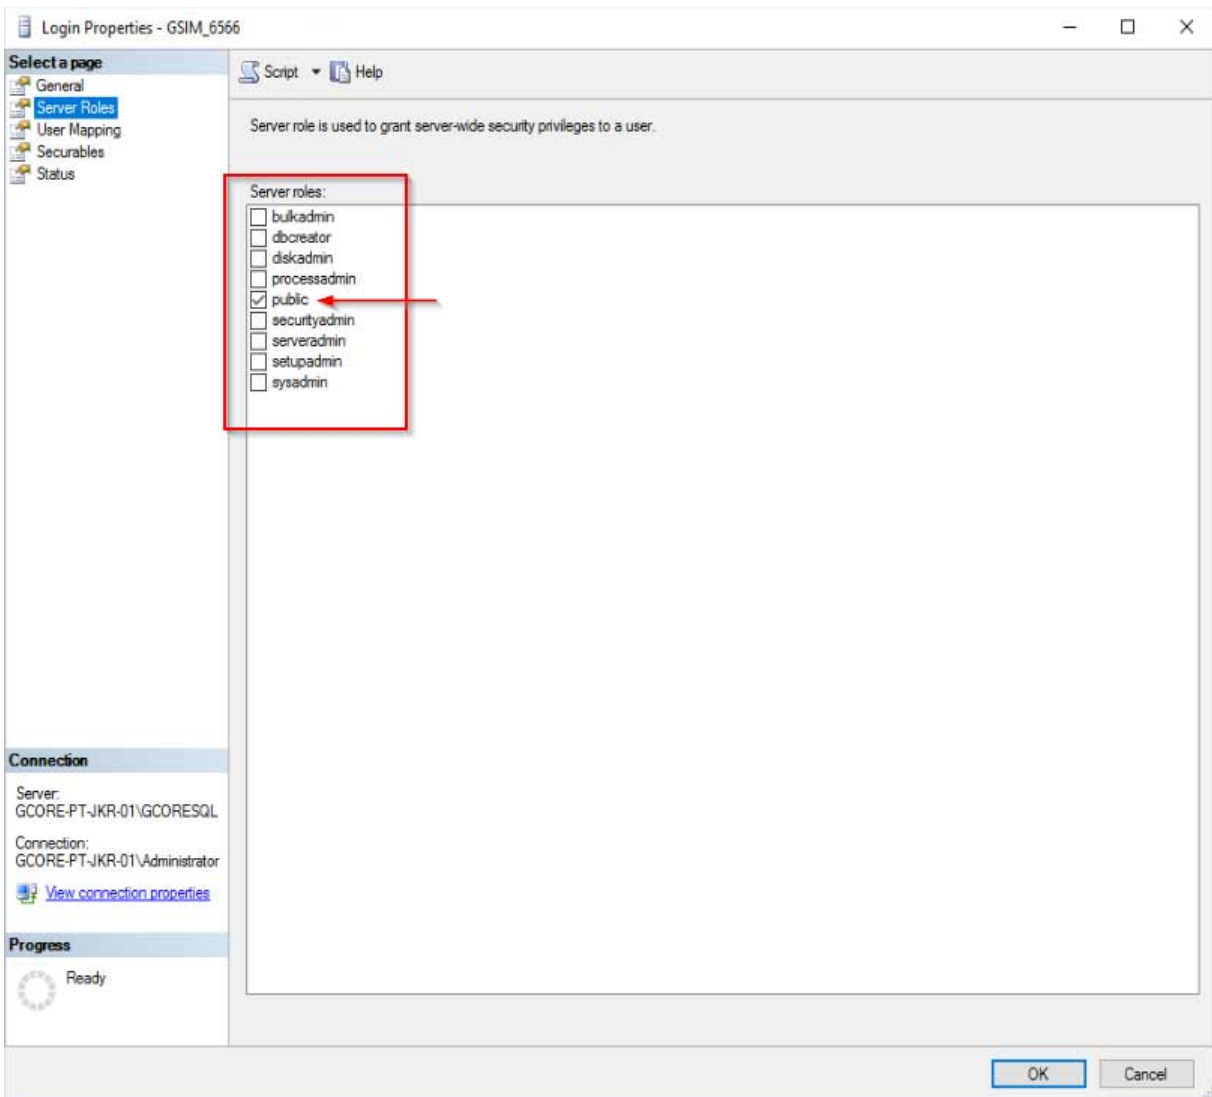 Login Properties - GSIM_6566
Select a page
General
Server Roles
User Mapping
Securables
Status
Script
Help
Server role is used to grant server-wide security privileges to a user.
Server roles:
bulkadmin
dbcreator
diskadmin
processadmin
public
securityadmin
serveradmin
setupadmin
sysadmin
Connection
Server:
GCORE-PT-JKR-01\GCORESQL
Connection:
GCORE-PT-JKR-01\Administrator
View connection properties
Progress
Ready
OK
Cancel